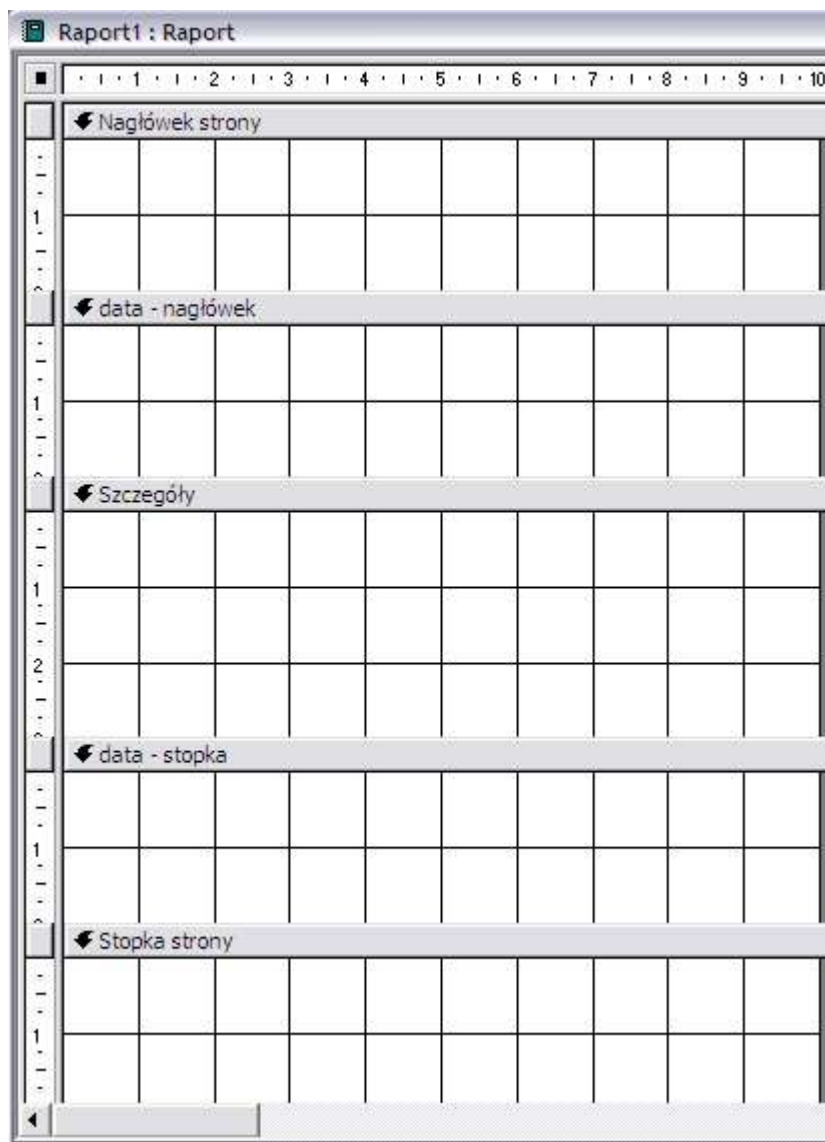 Raport1 : Raport
1 2 3 4 5 6 7 8 9 10
Nagłówek strony
1
data - nagłówek
1
Szczegóły
1
2
data - stopka
1
Stopka strony
1